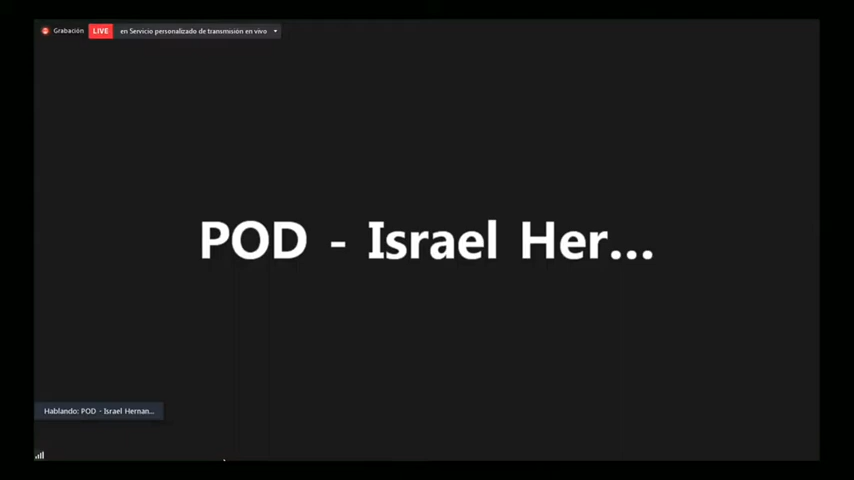 Grabación LIVE en Servicio personalizado de transmisión en vivo
POD - Israel Her...
Hablando: POD - Israel Hernan...